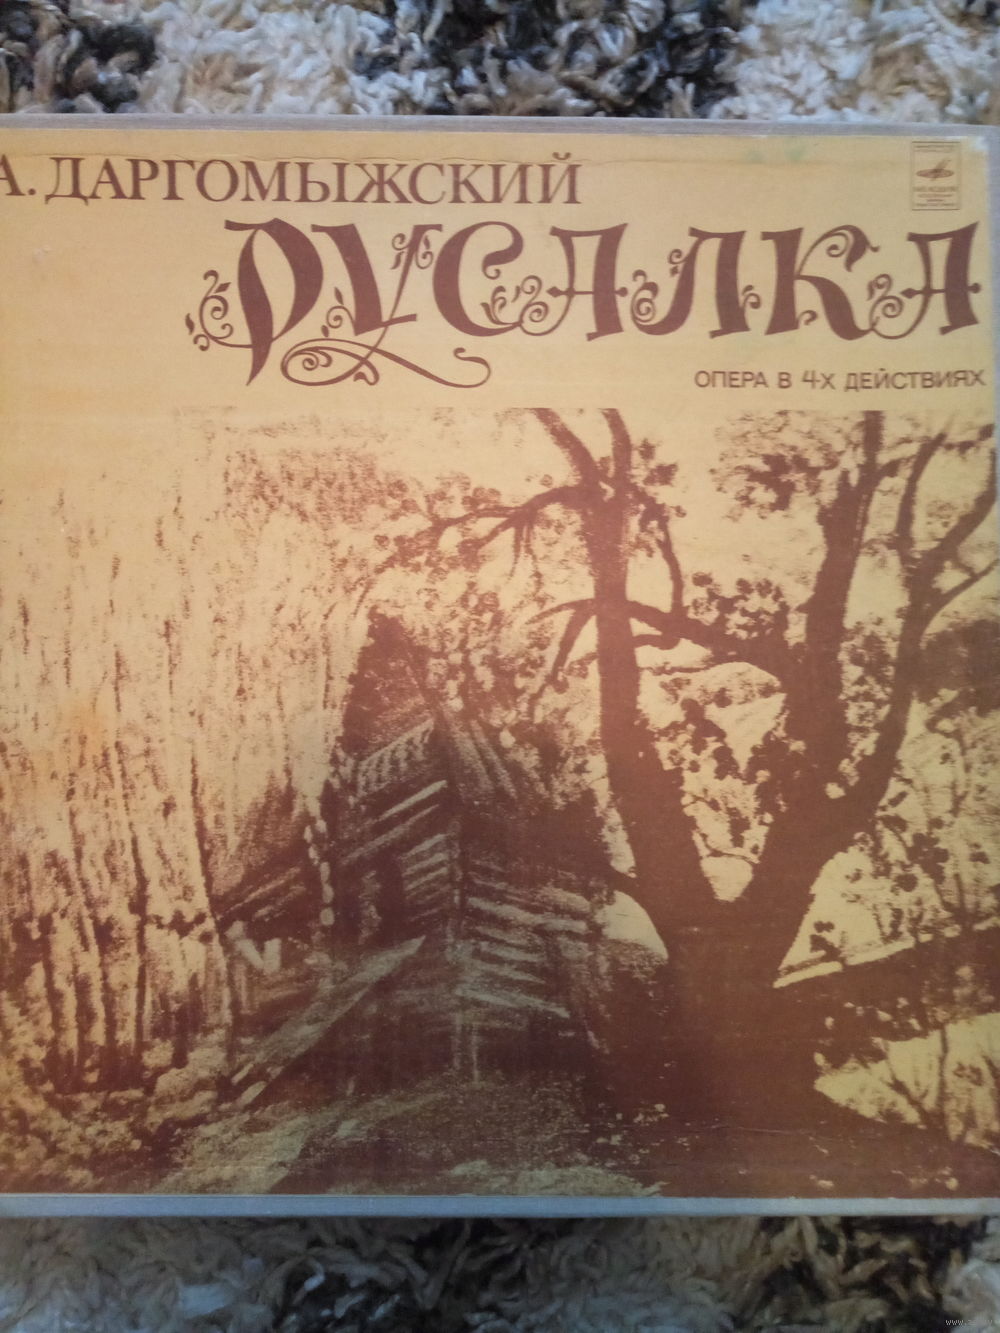 А. ДАРГОМЫЖСКИЙ
РУСАЛКА
ОПЕРА В 4-Х ДЕЙСТВИЯХ